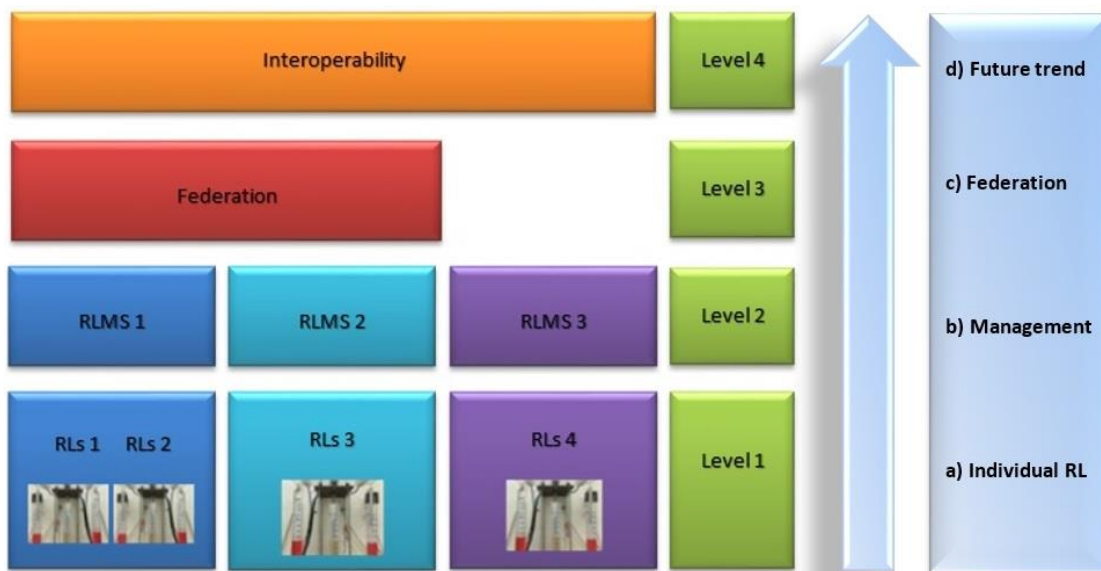 Interoperability
Level 4
d) Future trend
Federation
Level 3
c) Federation
RLMS 1
RLMS 2
RLMS 3
Level 2
b) Management
RLs 1
RLs 2
RLs 3
RLs 4
Level 1
a) Individual RL